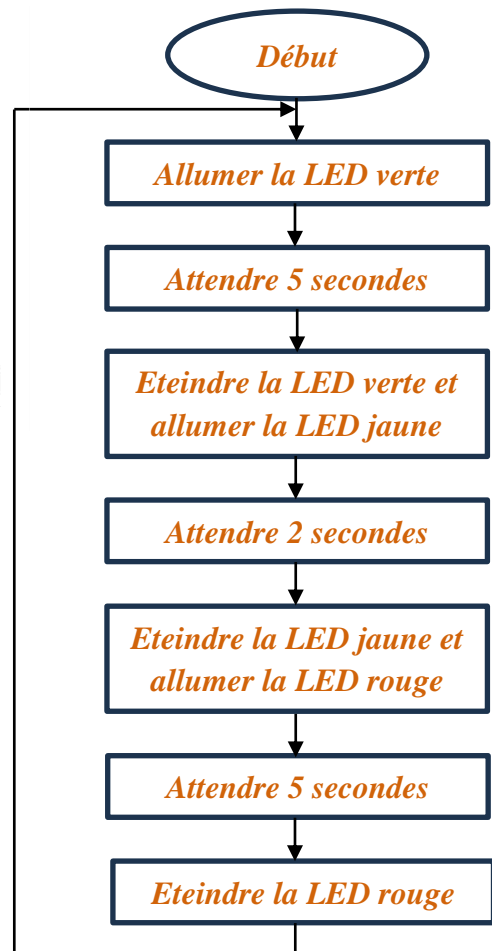 Début
Allumer la LED verte
Attendre 5 secondes
Eteindre la LED verte et
allumer la LED jaune
Attendre 2 secondes
Eteindre la LED jaune et
allumer la LED rouge
Attendre 5 secondes
Eteindre la LED rouge